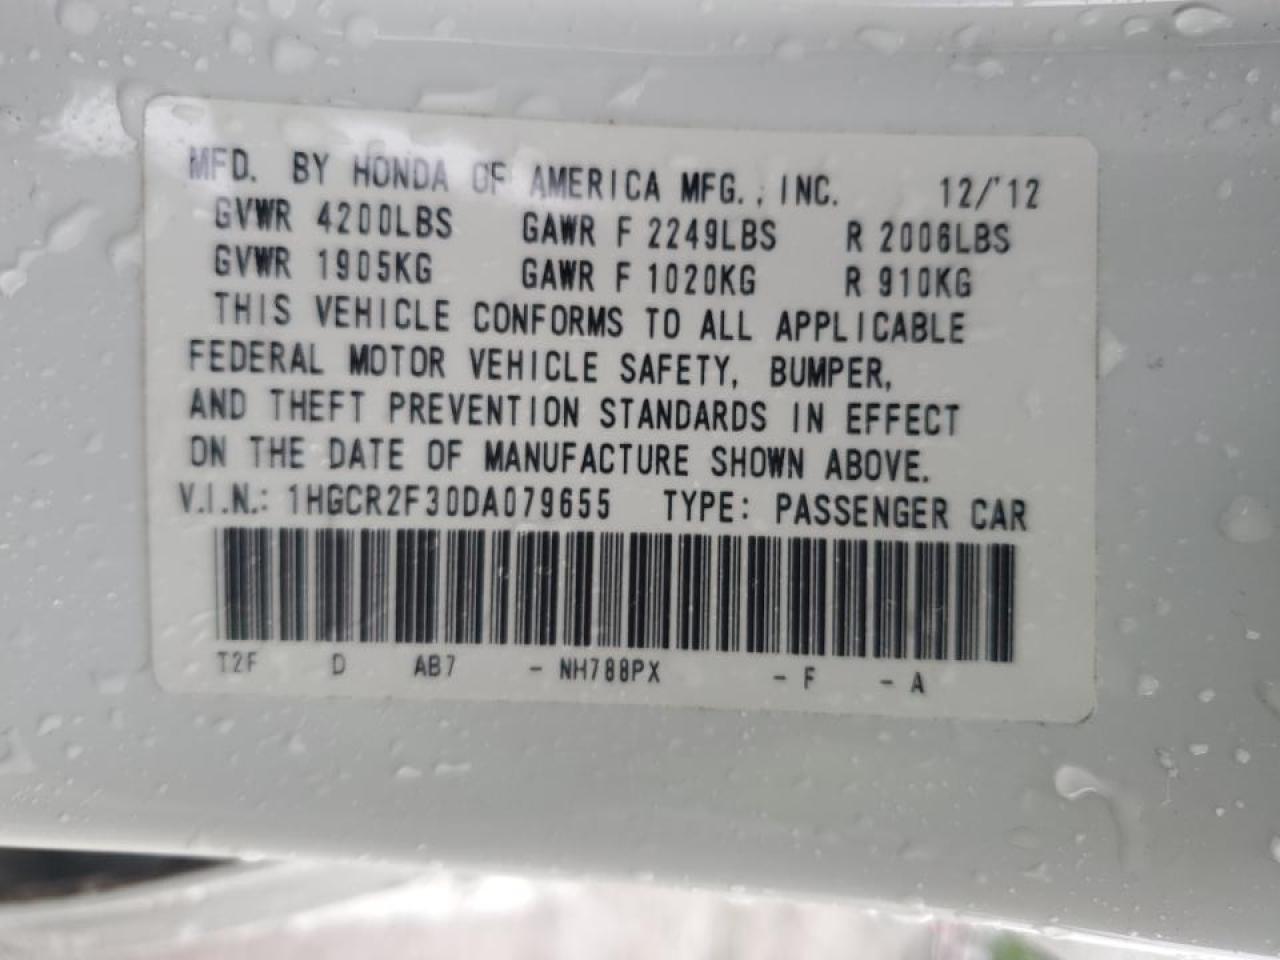 MFD. BY HONDA OF AMERICA MFG., INC. 12/12
GVWR 4200LBS GAWR F 2249LBS R 2006LBS
GVWR 1905KG GAWR F 1020KG R 910KG
THIS VEHICLE CONFORMS TO ALL APPLICABLE
FEDERAL MOTOR VEHICLE SAFETY, BUMPER,
AND THEFT PREVENTION STANDARDS IN EFFECT
ON THE DATE OF MANUFACTURE SHOWN ABOVE.
V.I.N.: 1HGCR2F30DA079655 TYPE: PASSENGER CAR
T2F D AB7 - NH788PX - F - A